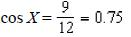 cos X = 9/12 = 0.75